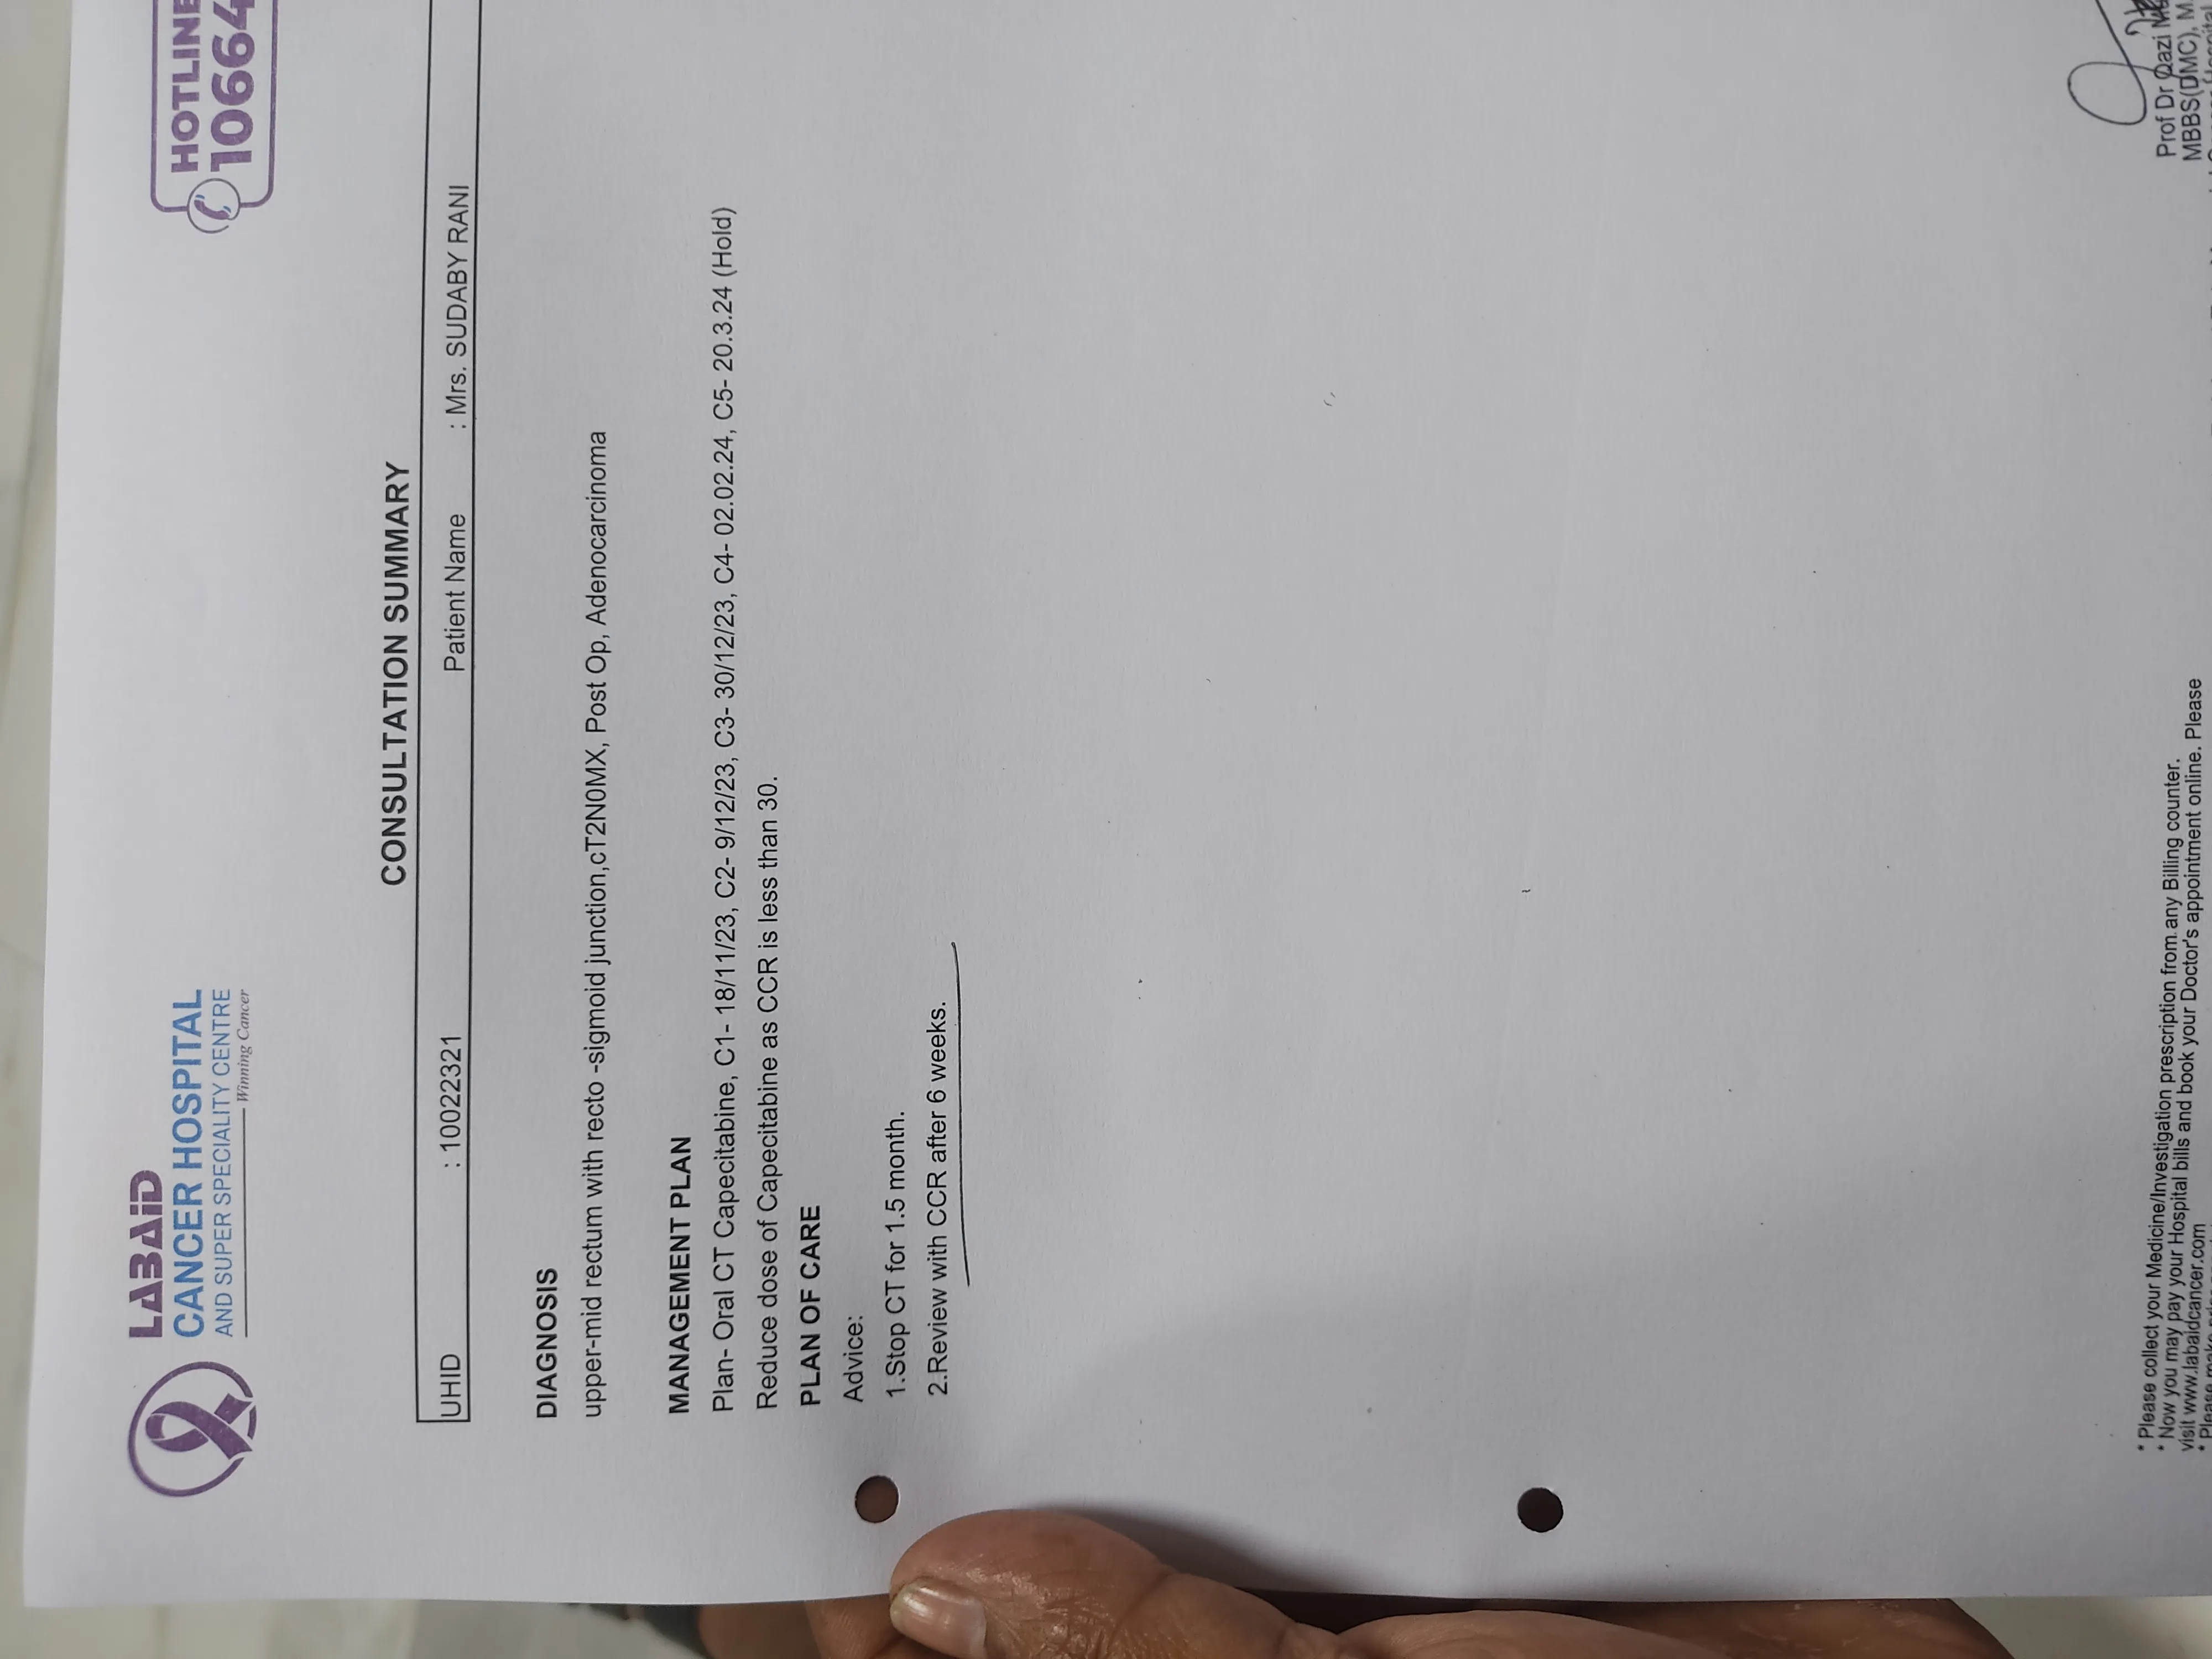 LABAID
CANCER HOSPITAL
AND SUPER SPECIALITY CENTRE
Winning Cancer
HOTLINE
10664
CONSULTATION SUMMARY
UHID : 10022321 Patient Name : Mrs. SUDABY RANI
DIAGNOSIS
upper-mid rectum with recto -sigmoid junction,cT2N0MX, Post Op, Adenocarcinoma
MANAGEMENT PLAN
Plan- Oral CT Capecitabine, C1- 18/11/23, C2- 9/12/23, C3- 30/12/23, C4- 02.02.24, C5- 20.3.24 (Hold)
Reduce dose of Capecitabine as CCR is less than 30.
PLAN OF CARE
Advice:
1.Stop CT for 1.5 month.
2.Review with CCR after 6 weeks.
Prof Dr Qazi
MBBS(DMC),
* Please collect your Medicine/Investigation prescription from any Billing counter.
* Now you may pay your Hospital bills and book your Doctor's appointment online. Please
visit www.labaidcancer.com